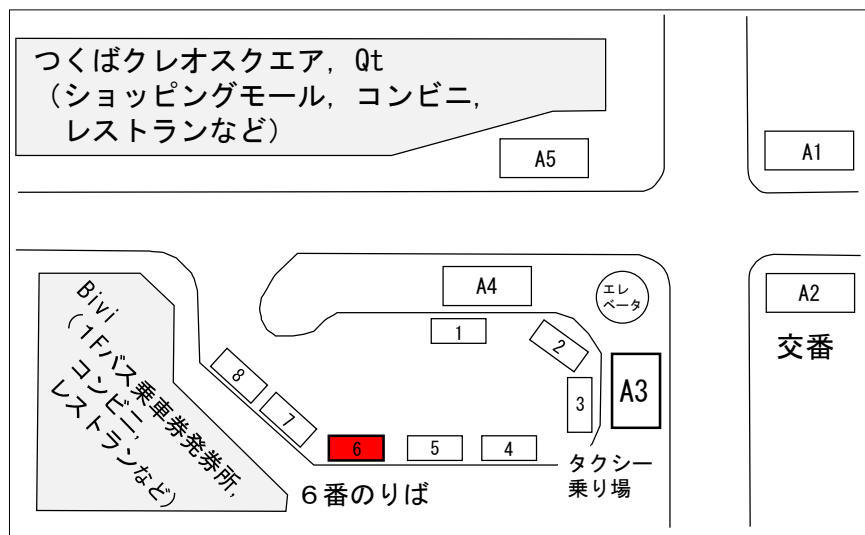 つくばクレオスクエア, Qt
（ショッピングモール, コンビニ,
レストランなど）
A5
A1
A4
エレ
ベータ
A2
交番
Bivi
（1Fバス乗車券発券所,
コンビニ,
レストランなど）
1
2
3
A3
8
7
6
5
4
タクシー
乗り場
６番のりば